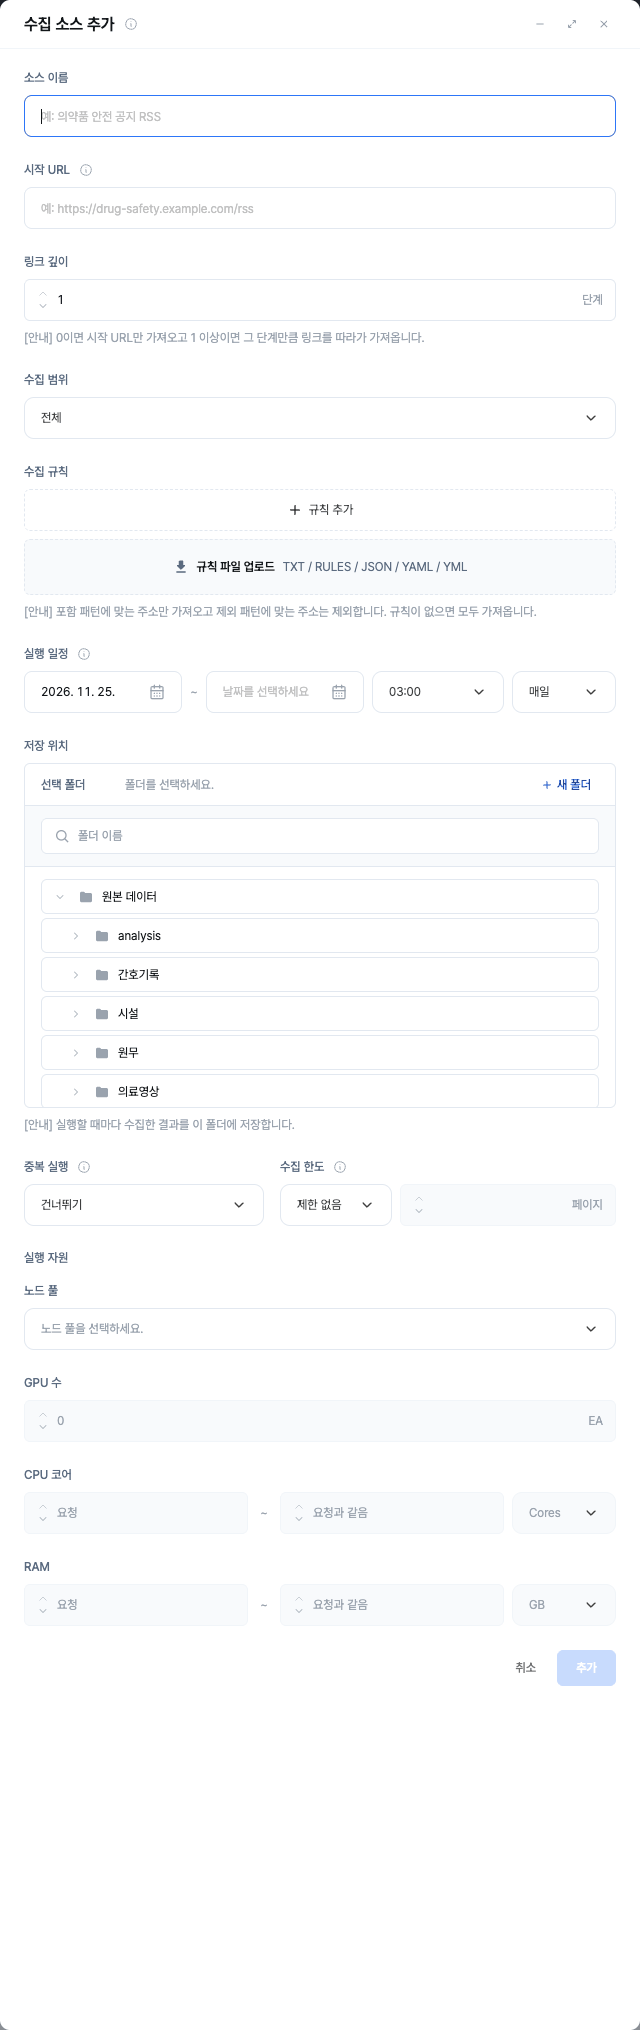 수집 소스 추가
소스 이름
예: 의약품 안전 공지 RSS
시작 URL
예: https://drug-safety.example.com/rss
링크 깊이
1 단계
[안내] 0이면 시작 URL만 가져오고 1 이상이면 그 단계만큼 링크를 따라가 가져옵니다.
수집 범위
전체
수집 규칙
+ 규칙 추가
규칙 파일 업로드 TXT / RULES / JSON / YAML / YML
[안내] 포함 패턴에 맞는 주소만 가져오고 제외 패턴에 맞는 주소는 제외합니다. 규칙이 없으면 모두 가져옵니다.
실행 일정
2026. 11. 25. ~ 날짜를 선택하세요 03:00 매일
저장 위치
선택 폴더 폴더를 선택하세요. + 새 폴더
폴더 이름
원본 데이터
analysis
간호기록
시설
원무
의료영상
[안내] 실행할 때마다 수집한 결과를 이 폴더에 저장합니다.
중복 실행 수집 한도
건너뛰기 제한 없음 페이지
실행 자원
노드 풀
노드 풀을 선택하세요.
GPU 수
0 EA
CPU 코어
요청 ~ 요청과 같음 Cores
RAM
요청 ~ 요청과 같음 GB
취소 추가